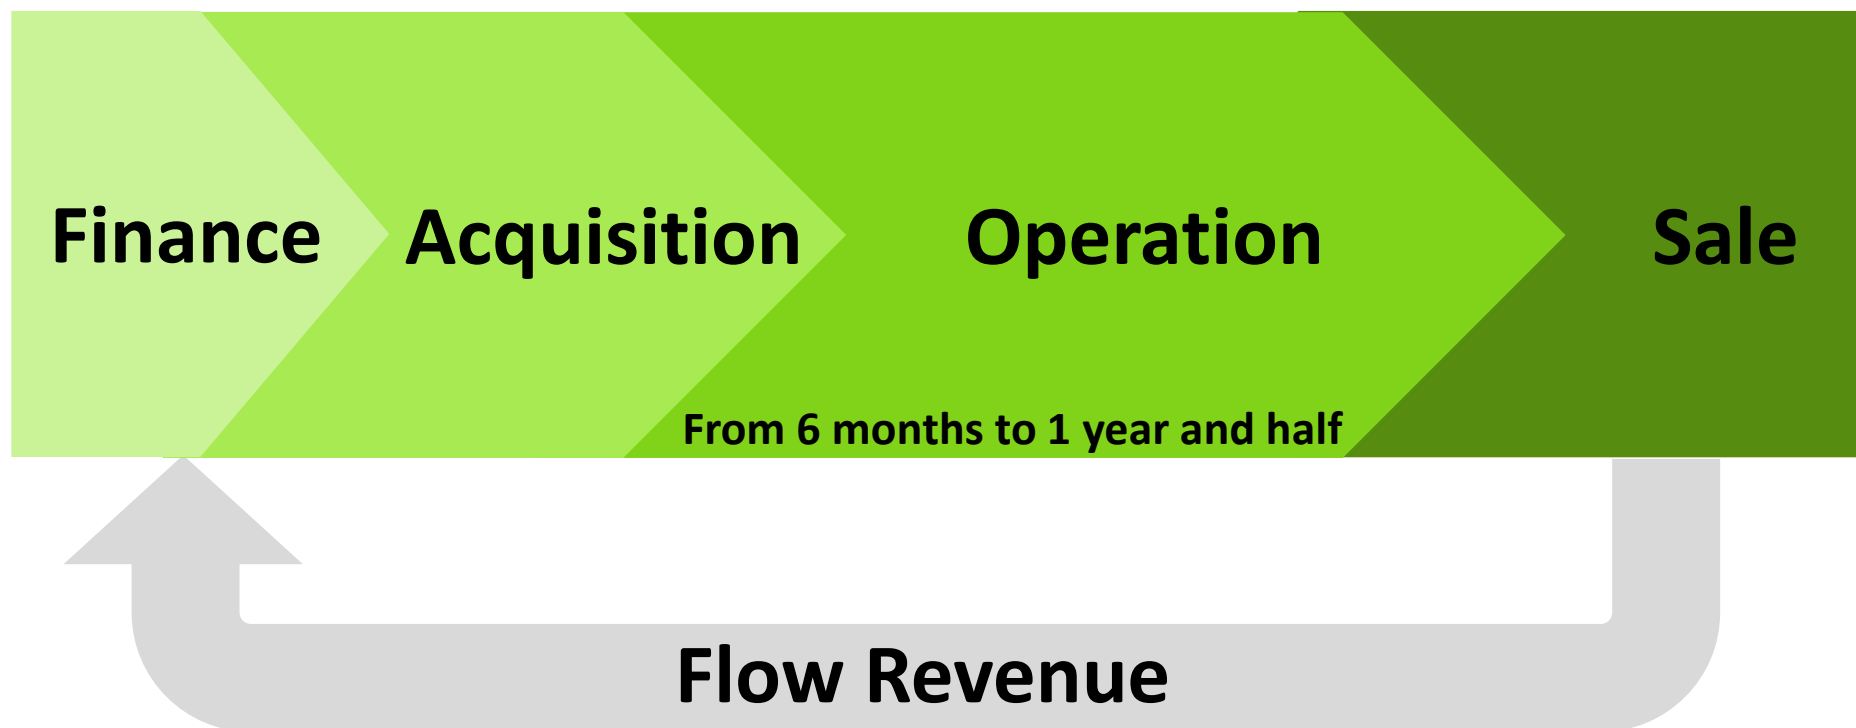 Finance
Acquisition
Operation
Sale
From 6 months to 1 year and half
Flow Revenue